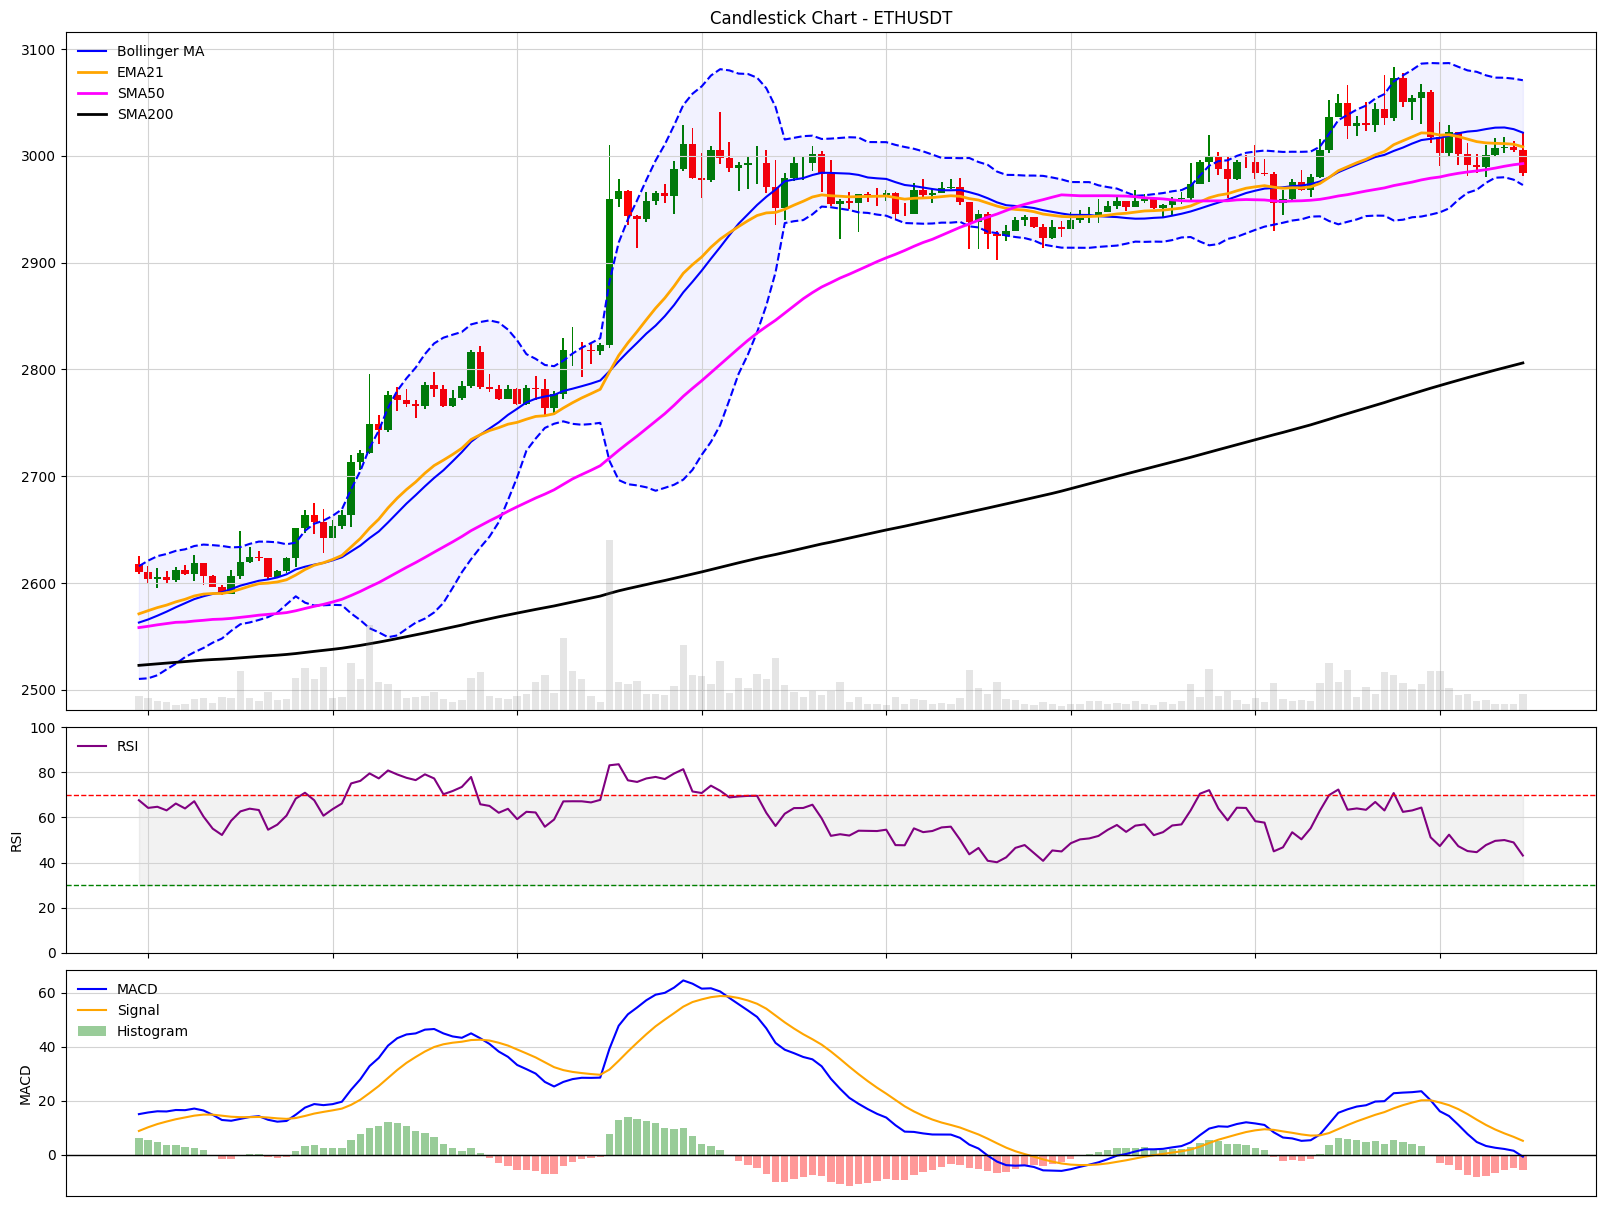 Candlestick Chart - ETHUSDT
Bollinger MA
EMA21
SMA50
SMA200
3100
3000
2900
2800
2700
2600
2500
RSI
100
80
60
40
20
0
RSI
MACD
Signal
Histogram
60
40
20
0
MACD